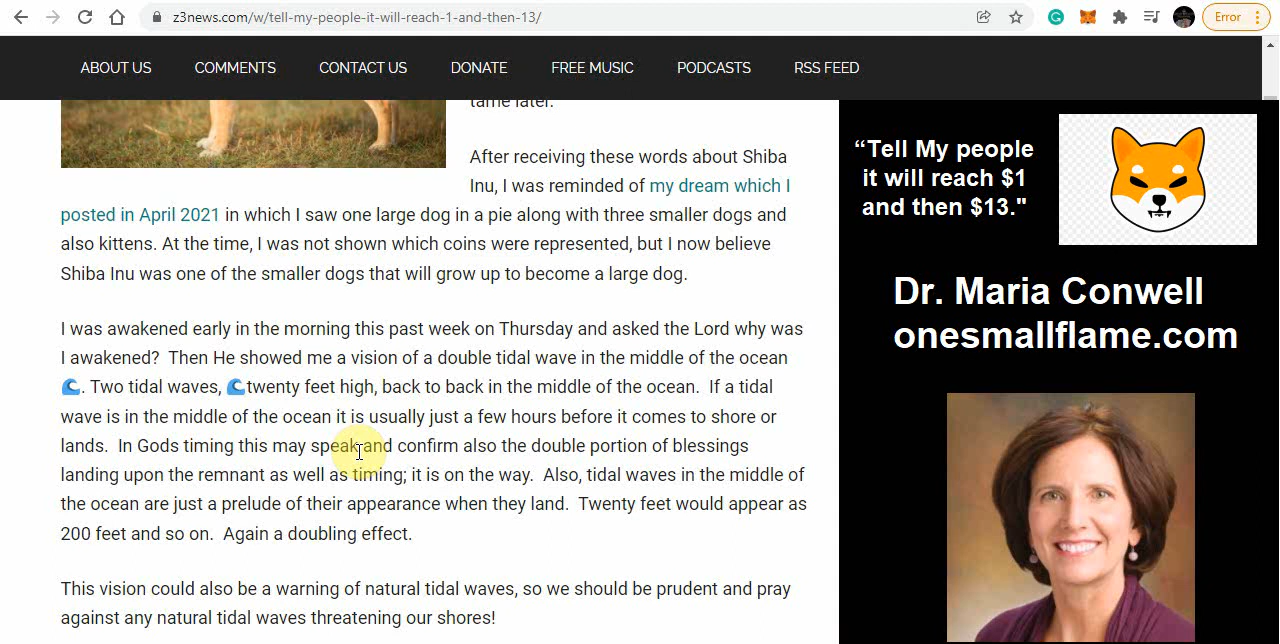 z3news.com/w/tell-my-people-it-will-reach-1-and-then-13/
Error
ABOUT US
COMMENTS
CONTACT US
DONATE
FREE MUSIC
PODCASTS
RSS FEED
tame later.
After receiving these words about Shiba
Inu, I was reminded of my dream which I
posted in April 2021 in which I saw one large dog in a pie along with three smaller dogs and
also kittens. At the time, I was not shown which coins were represented, but I now believe
Shiba Inu was one of the smaller dogs that will grow up to become a large dog.
I was awakened early in the morning this past week on Thursday and asked the Lord why was
I awakened?  Then He showed me a vision of a double tidal wave in the middle of the ocean
🌊. Two tidal waves, 🌊twenty feet high, back to back in the middle of the ocean.  If a tidal
wave is in the middle of the ocean it is usually just a few hours before it comes to shore or
lands.  In Gods timing this may speak and confirm also the double portion of blessings
landing upon the remnant as well as timing; it is on the way.  Also, tidal waves in the middle of
the ocean are just a prelude of their appearance when they land.  Twenty feet would appear as
200 feet and so on.  Again a doubling effect.
This vision could also be a warning of natural tidal waves, so we should be prudent and pray
against any natural tidal waves threatening our shores!
“Tell My people
it will reach $1
and then $13."
Dr. Maria Conwell
onesmallflame.com